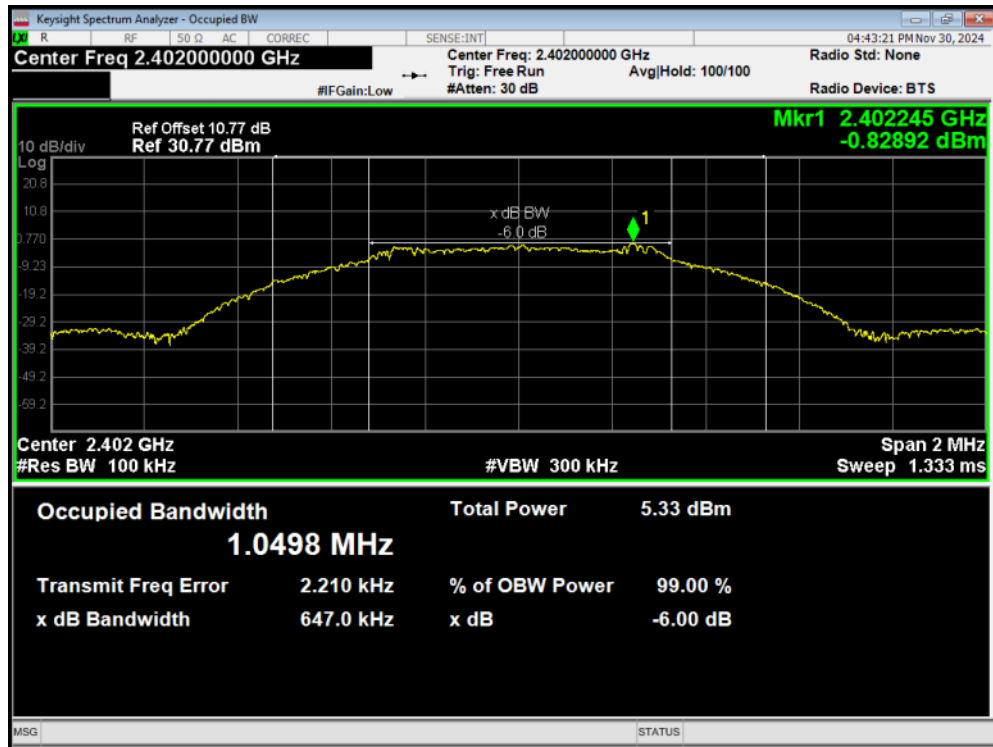 Keysight Spectrum Analyzer - Occupied BW
LXI R RF 50 Ω AC CORREC SENSE:INT 04:43:21 PM Nov 30, 2024
Center Freq 2.402000000 GHz
Center Freq: 2.402000000 GHz
Radio Std: None
Trig: Free Run Avg|Hold: 100/100
#IFGain:Low #Atten: 30 dB Radio Device: BTS
Mkr1 2.402245 GHz
-0.82892 dBm
Ref Offset 10.77 dB
10 dB/div Ref 30.77 dBm
Log
20.8
10.8
0.770
-9.23
-19.2
-29.2
-39.2
-49.2
-59.2
x dB BW
-6.0 dB
1
Center 2.402 GHz Span 2 MHz
#Res BW 100 kHz #VBW 300 kHz Sweep 1.333 ms
Occupied Bandwidth Total Power 5.33 dBm
1.0498 MHz
Transmit Freq Error 2.210 kHz % of OBW Power 99.00 %
x dB Bandwidth 647.0 kHz x dB -6.00 dB
MSG STATUS